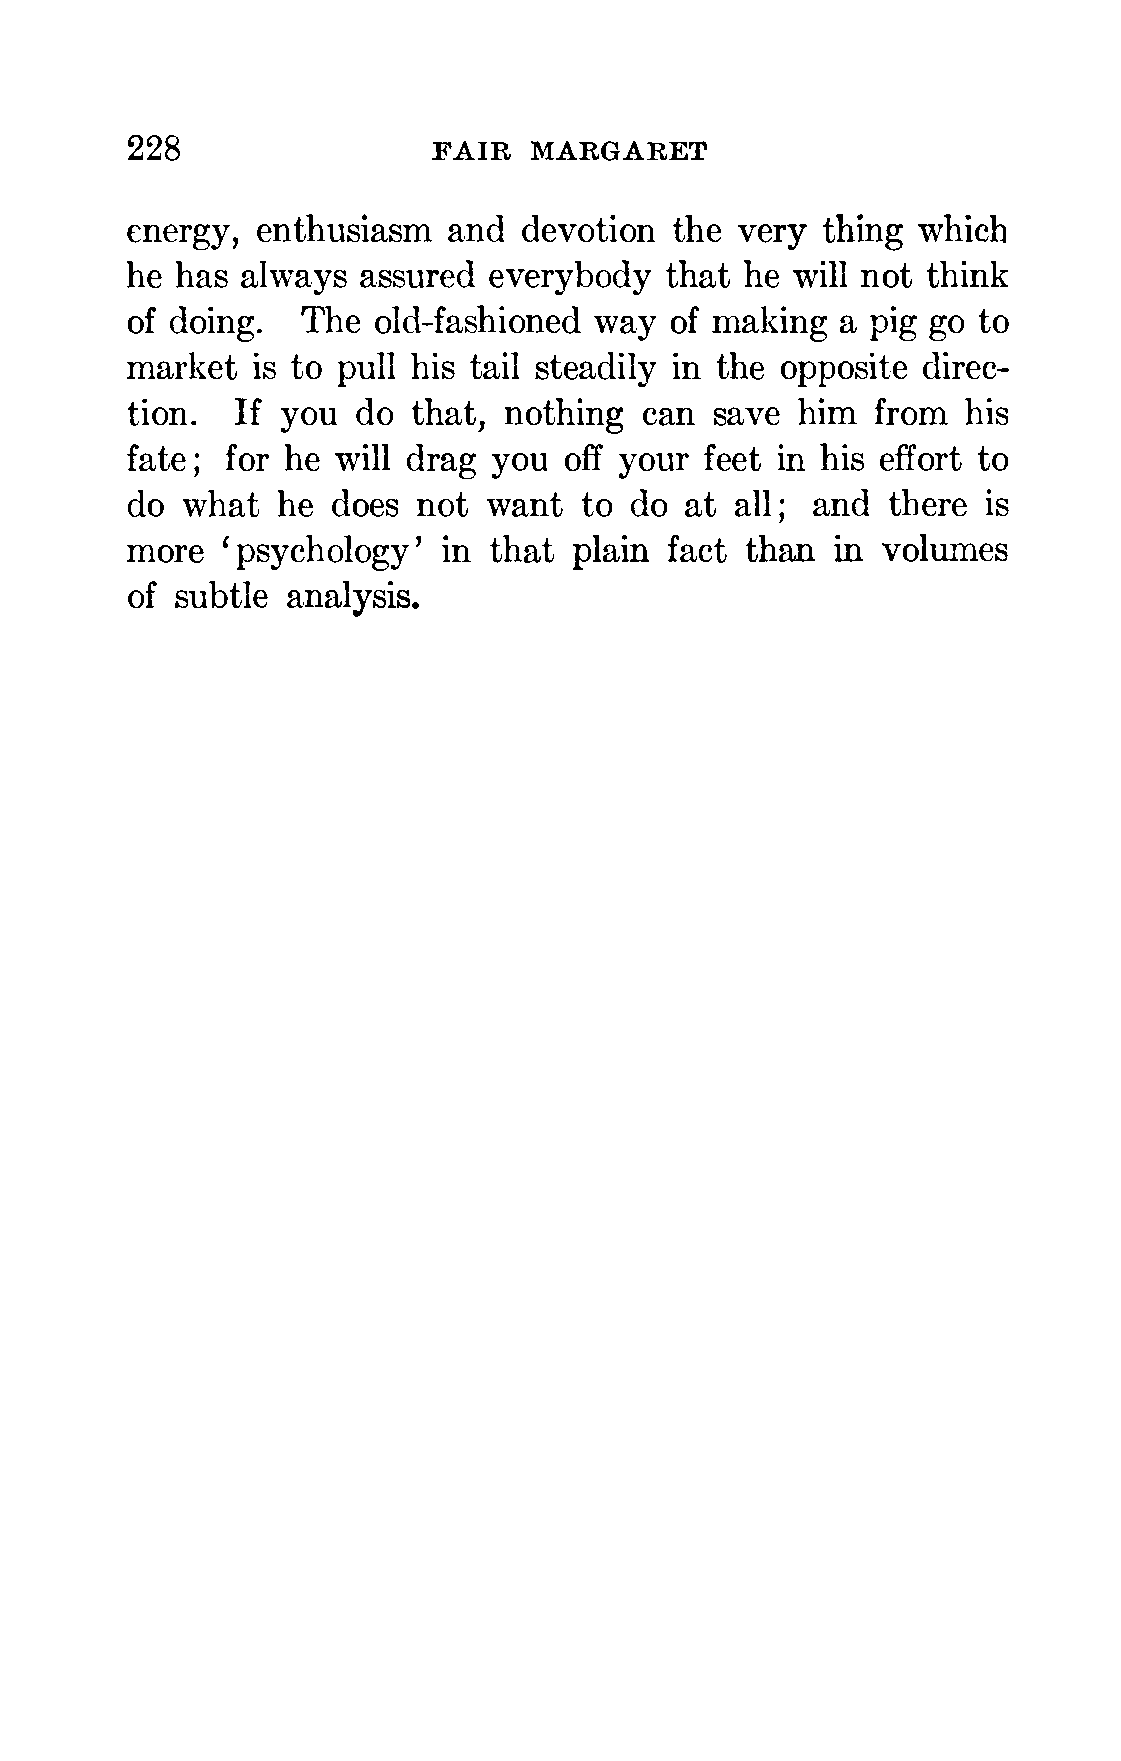 228 FAIR MARGARET
energy, enthusiasm and devotion the very thing which
he has always assured everybody that he will not think
of doing. The old-fashioned way of making a pig go to
market is to pull his tail steadily in the opposite direc-
tion. If you do that, nothing can save him from his
fate; for he will drag you off your feet in his effort to
do what he does not want to do at all; and there is
more ‘psychology’ in that plain fact than in volumes
of subtle analysis.